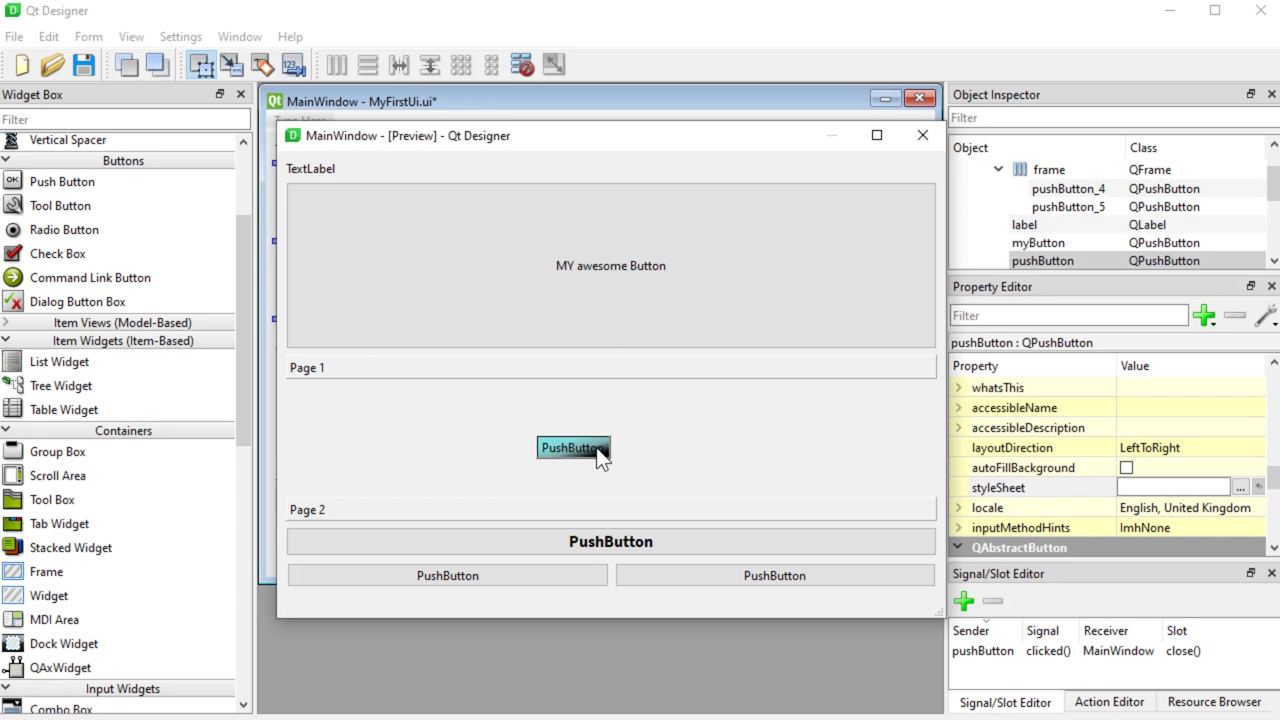 Qt Designer
File Edit Form View Settings Window Help
Widget Box
Filter
Vertical Spacer
Buttons
Push Button
Tool Button
Radio Button
Check Box
Command Link Button
Dialog Button Box
Item Views (Model-Based)
Item Widgets (Item-Based)
List Widget
Tree Widget
Table Widget
Containers
Group Box
Scroll Area
Tool Box
Tab Widget
Stacked Widget
Frame
Widget
MDI Area
Dock Widget
QAxWidget
Input Widgets
Combo Box
MainWindow - MyFirstUi.ui*
MainWindow - [Preview] - Qt Designer
TextLabel
MY awesome Button
Page 1
PushButton
Page 2
PushButton
PushButton PushButton
Object Inspector
Filter
Object Class
frame QFrame
pushButton_4 QPushButton
pushButton_5 QPushButton
label QLabel
myButton QPushButton
pushButton QPushButton
Property Editor
Filter
pushButton : QPushButton
Property Value
whatsThis
accessibleName
accessibleDescription
layoutDirection LeftToRight
autoFillBackground
styleSheet ...
locale English, United Kingdom
inputMethodHints ImhNone
QAbstractButton
Signal/Slot Editor
Sender Signal Receiver Slot
pushButton clicked() MainWindow close()
Signal/Slot Editor Action Editor Resource Browser